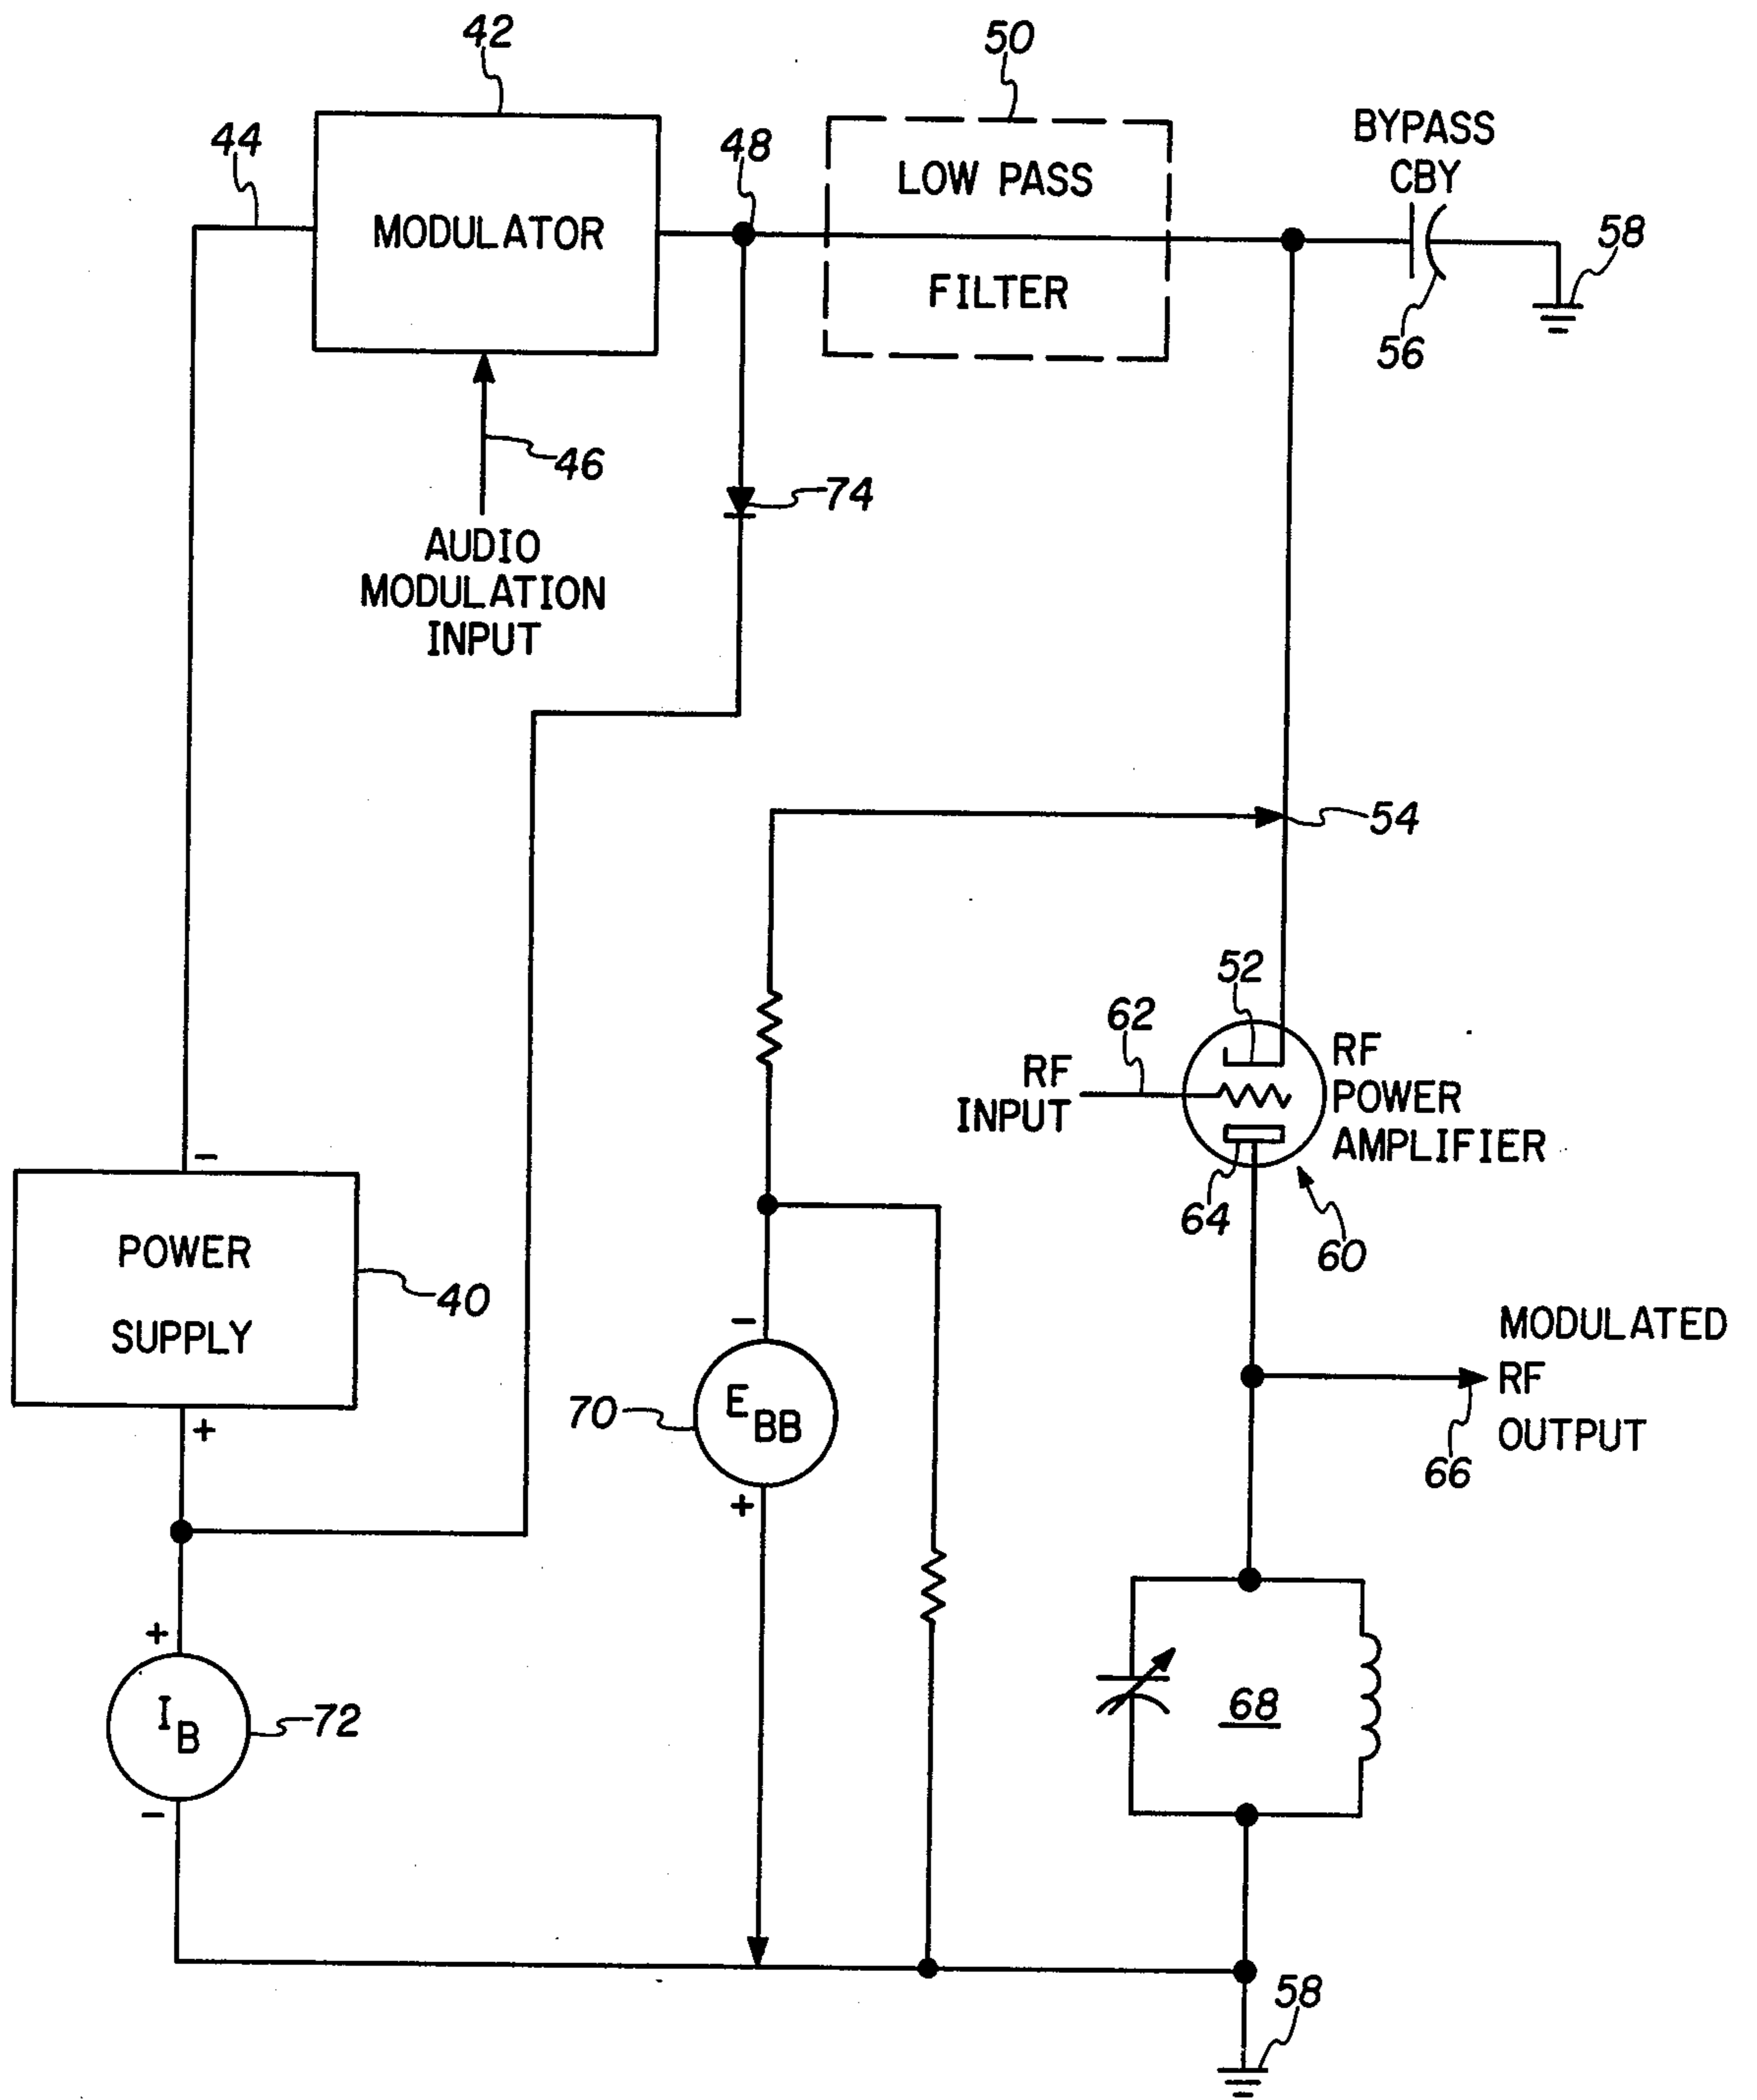 42
50
44
48
BYPASS
CBY
LOW PASS
MODULATOR
58
FILTER
56
46
74
AUDIO
MODULATION
INPUT
54
52
62
RF
INPUT
RF
POWER
AMPLIFIER
-
64
60
POWER
SUPPLY
40
-
MODULATED
RF
OUTPUT
70
E BB
66
+
+
+
I B
72
68
-
58